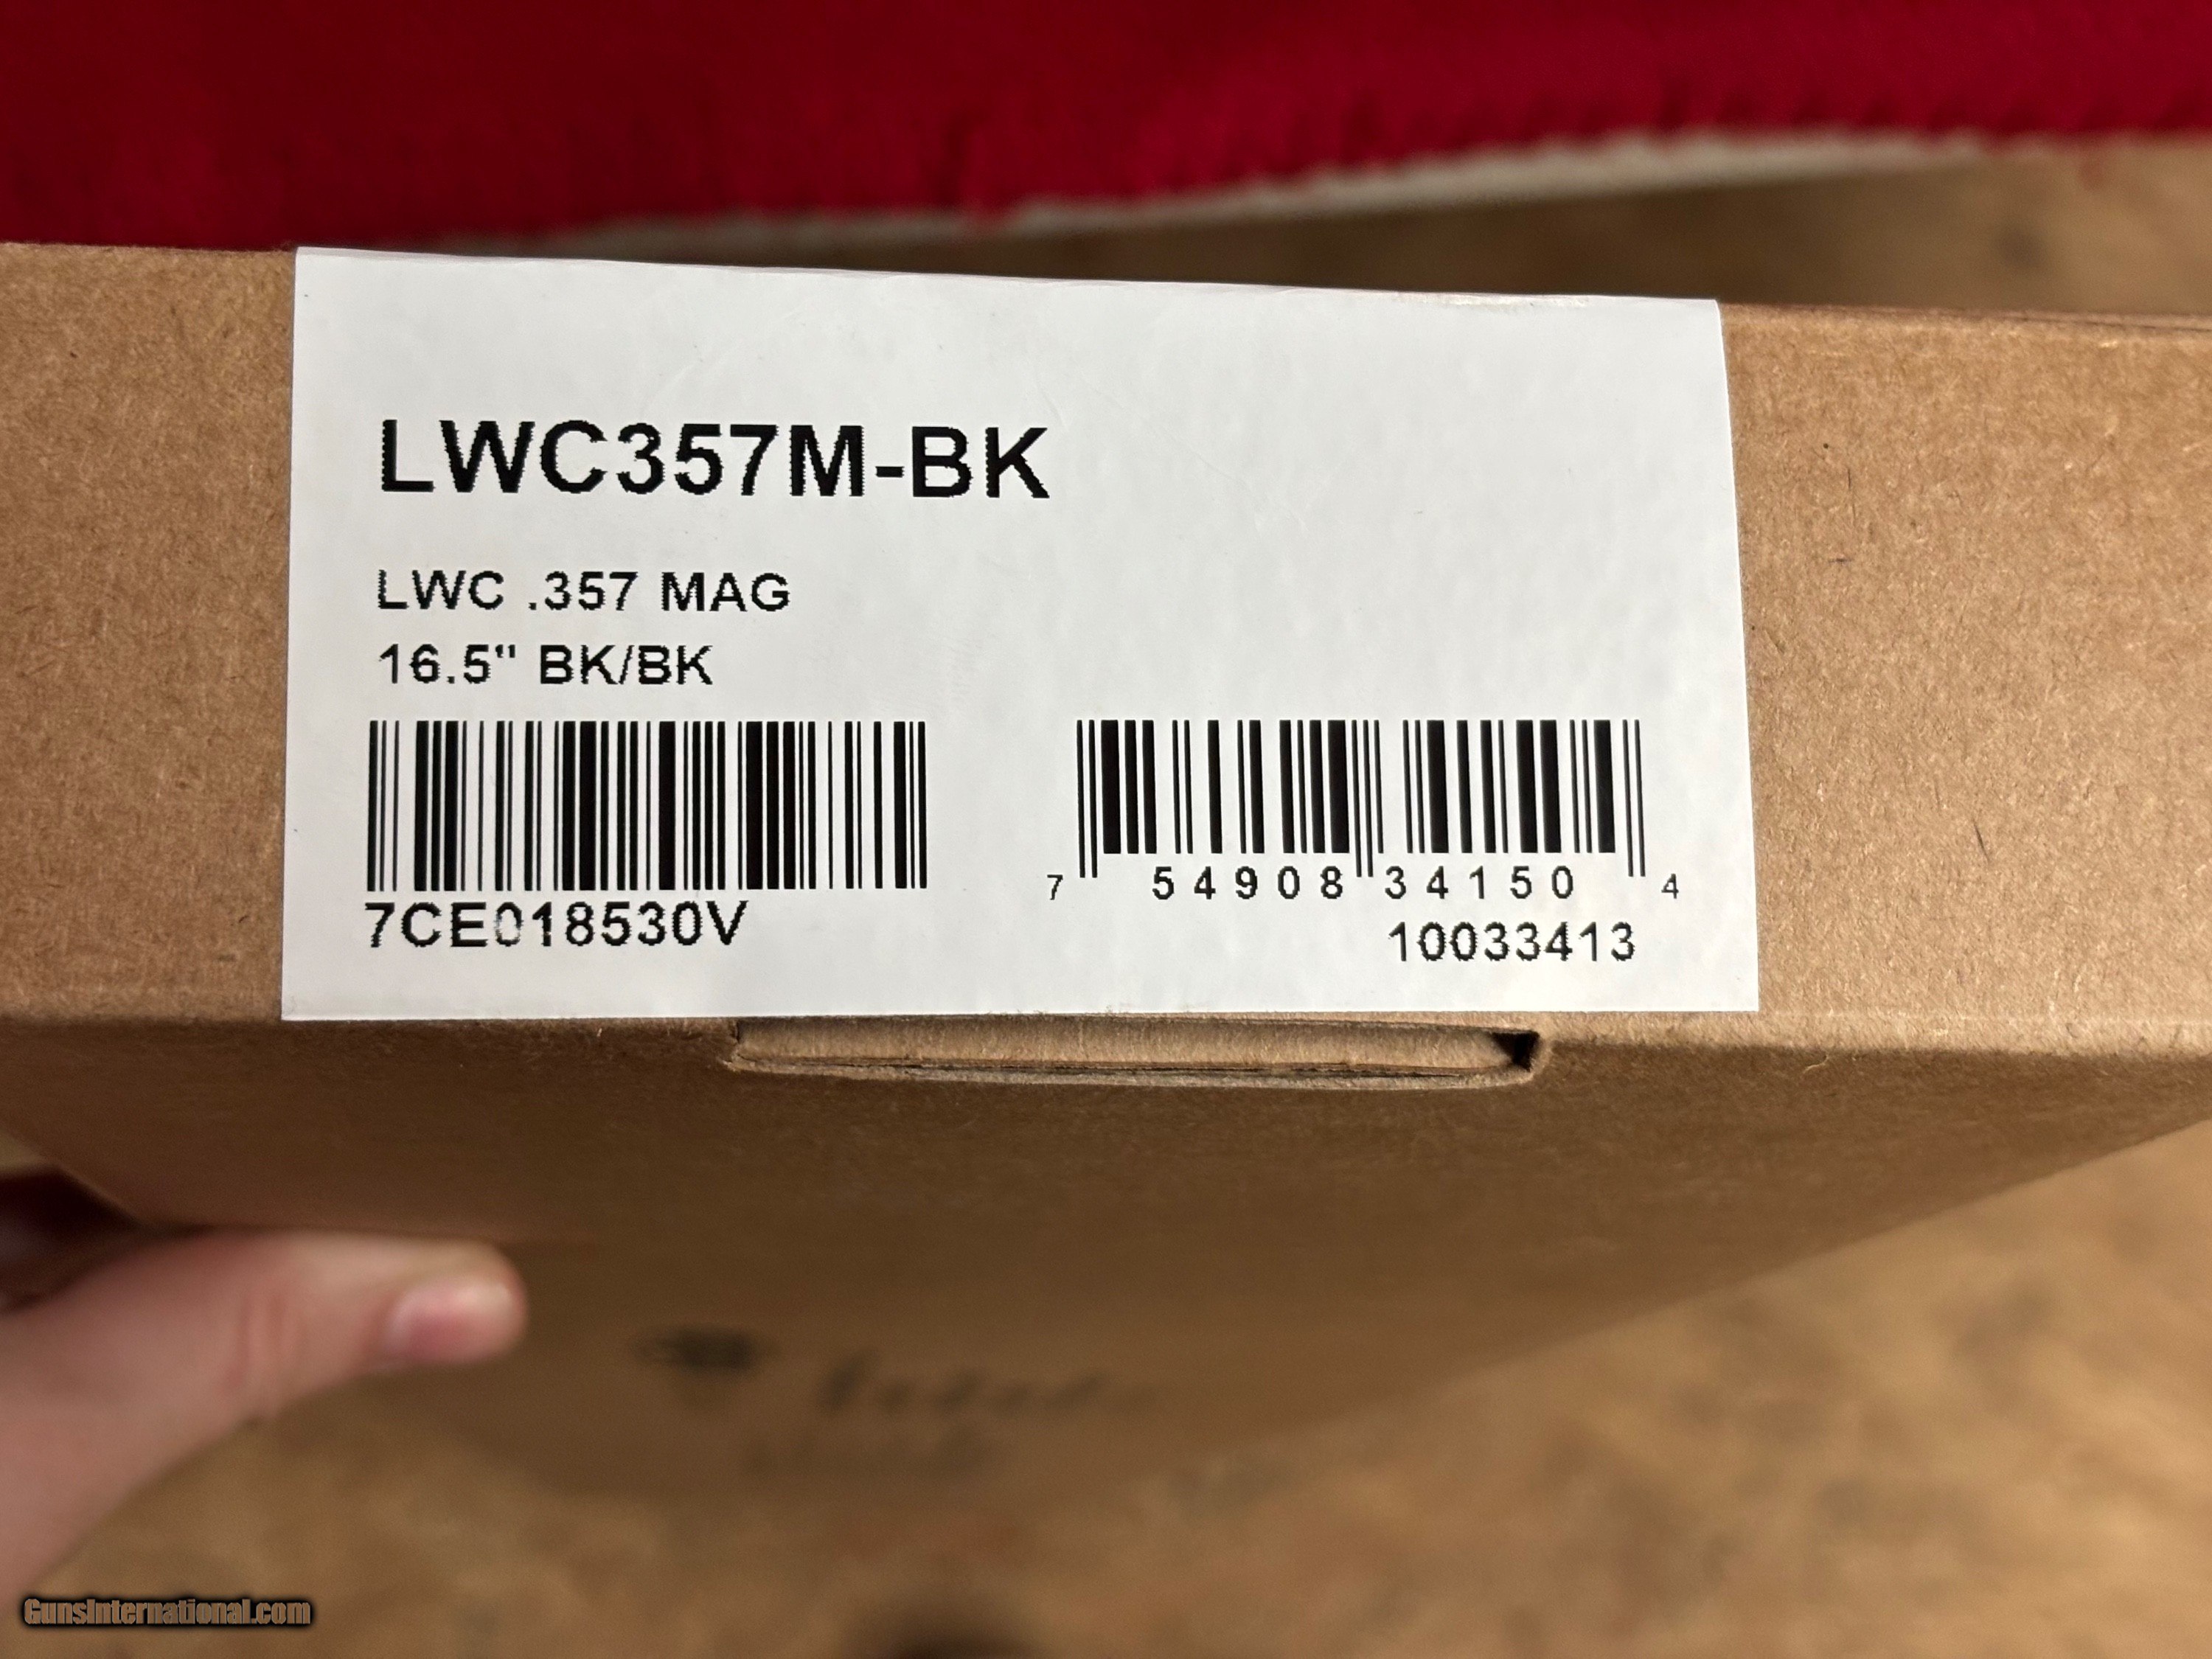 LWC357M-BK
LWC .357 MAG
16.5" BK/BK
7CE018530V
7 54908 34150 4
10033413
GunsInternational.com